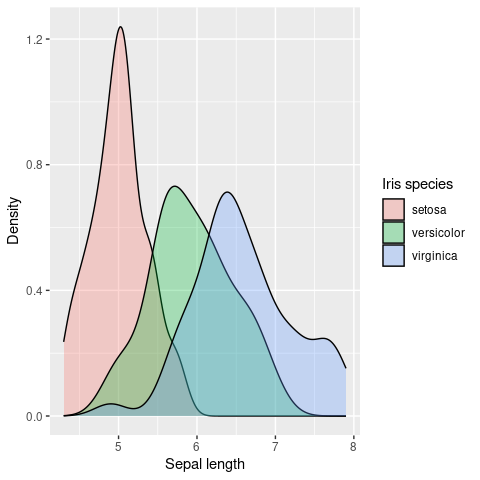 Density
1.2
0.8
0.4
0.0
5
6
7
8
Sepal length
Iris species
setosa
versicolor
virginica